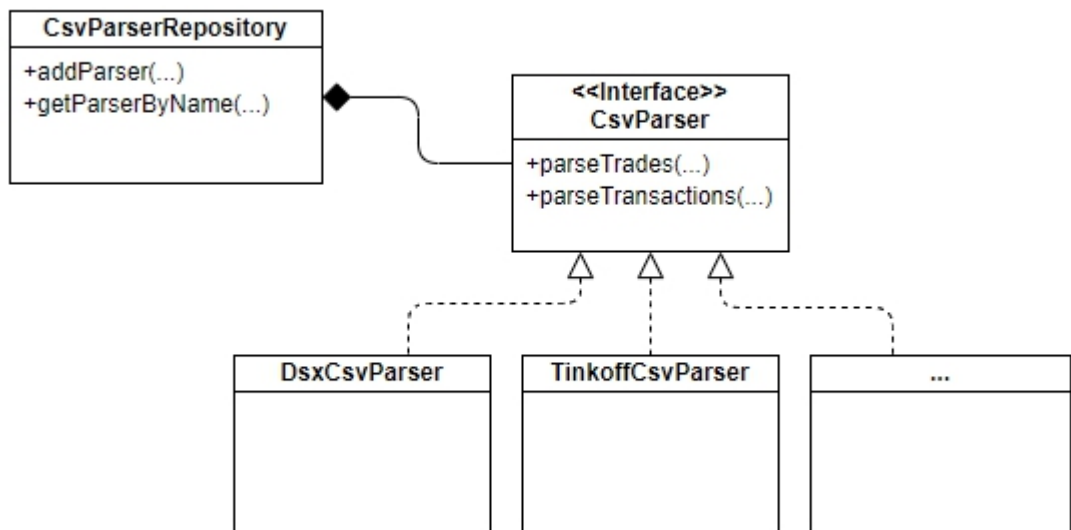 CsvParserRepository
+addParser(...)
+getParserByName(...)
<<Interface>>
CsvParser
+parseTrades(...)
+parseTransactions(...)
DsxCsvParser
TinkoffCsvParser
...